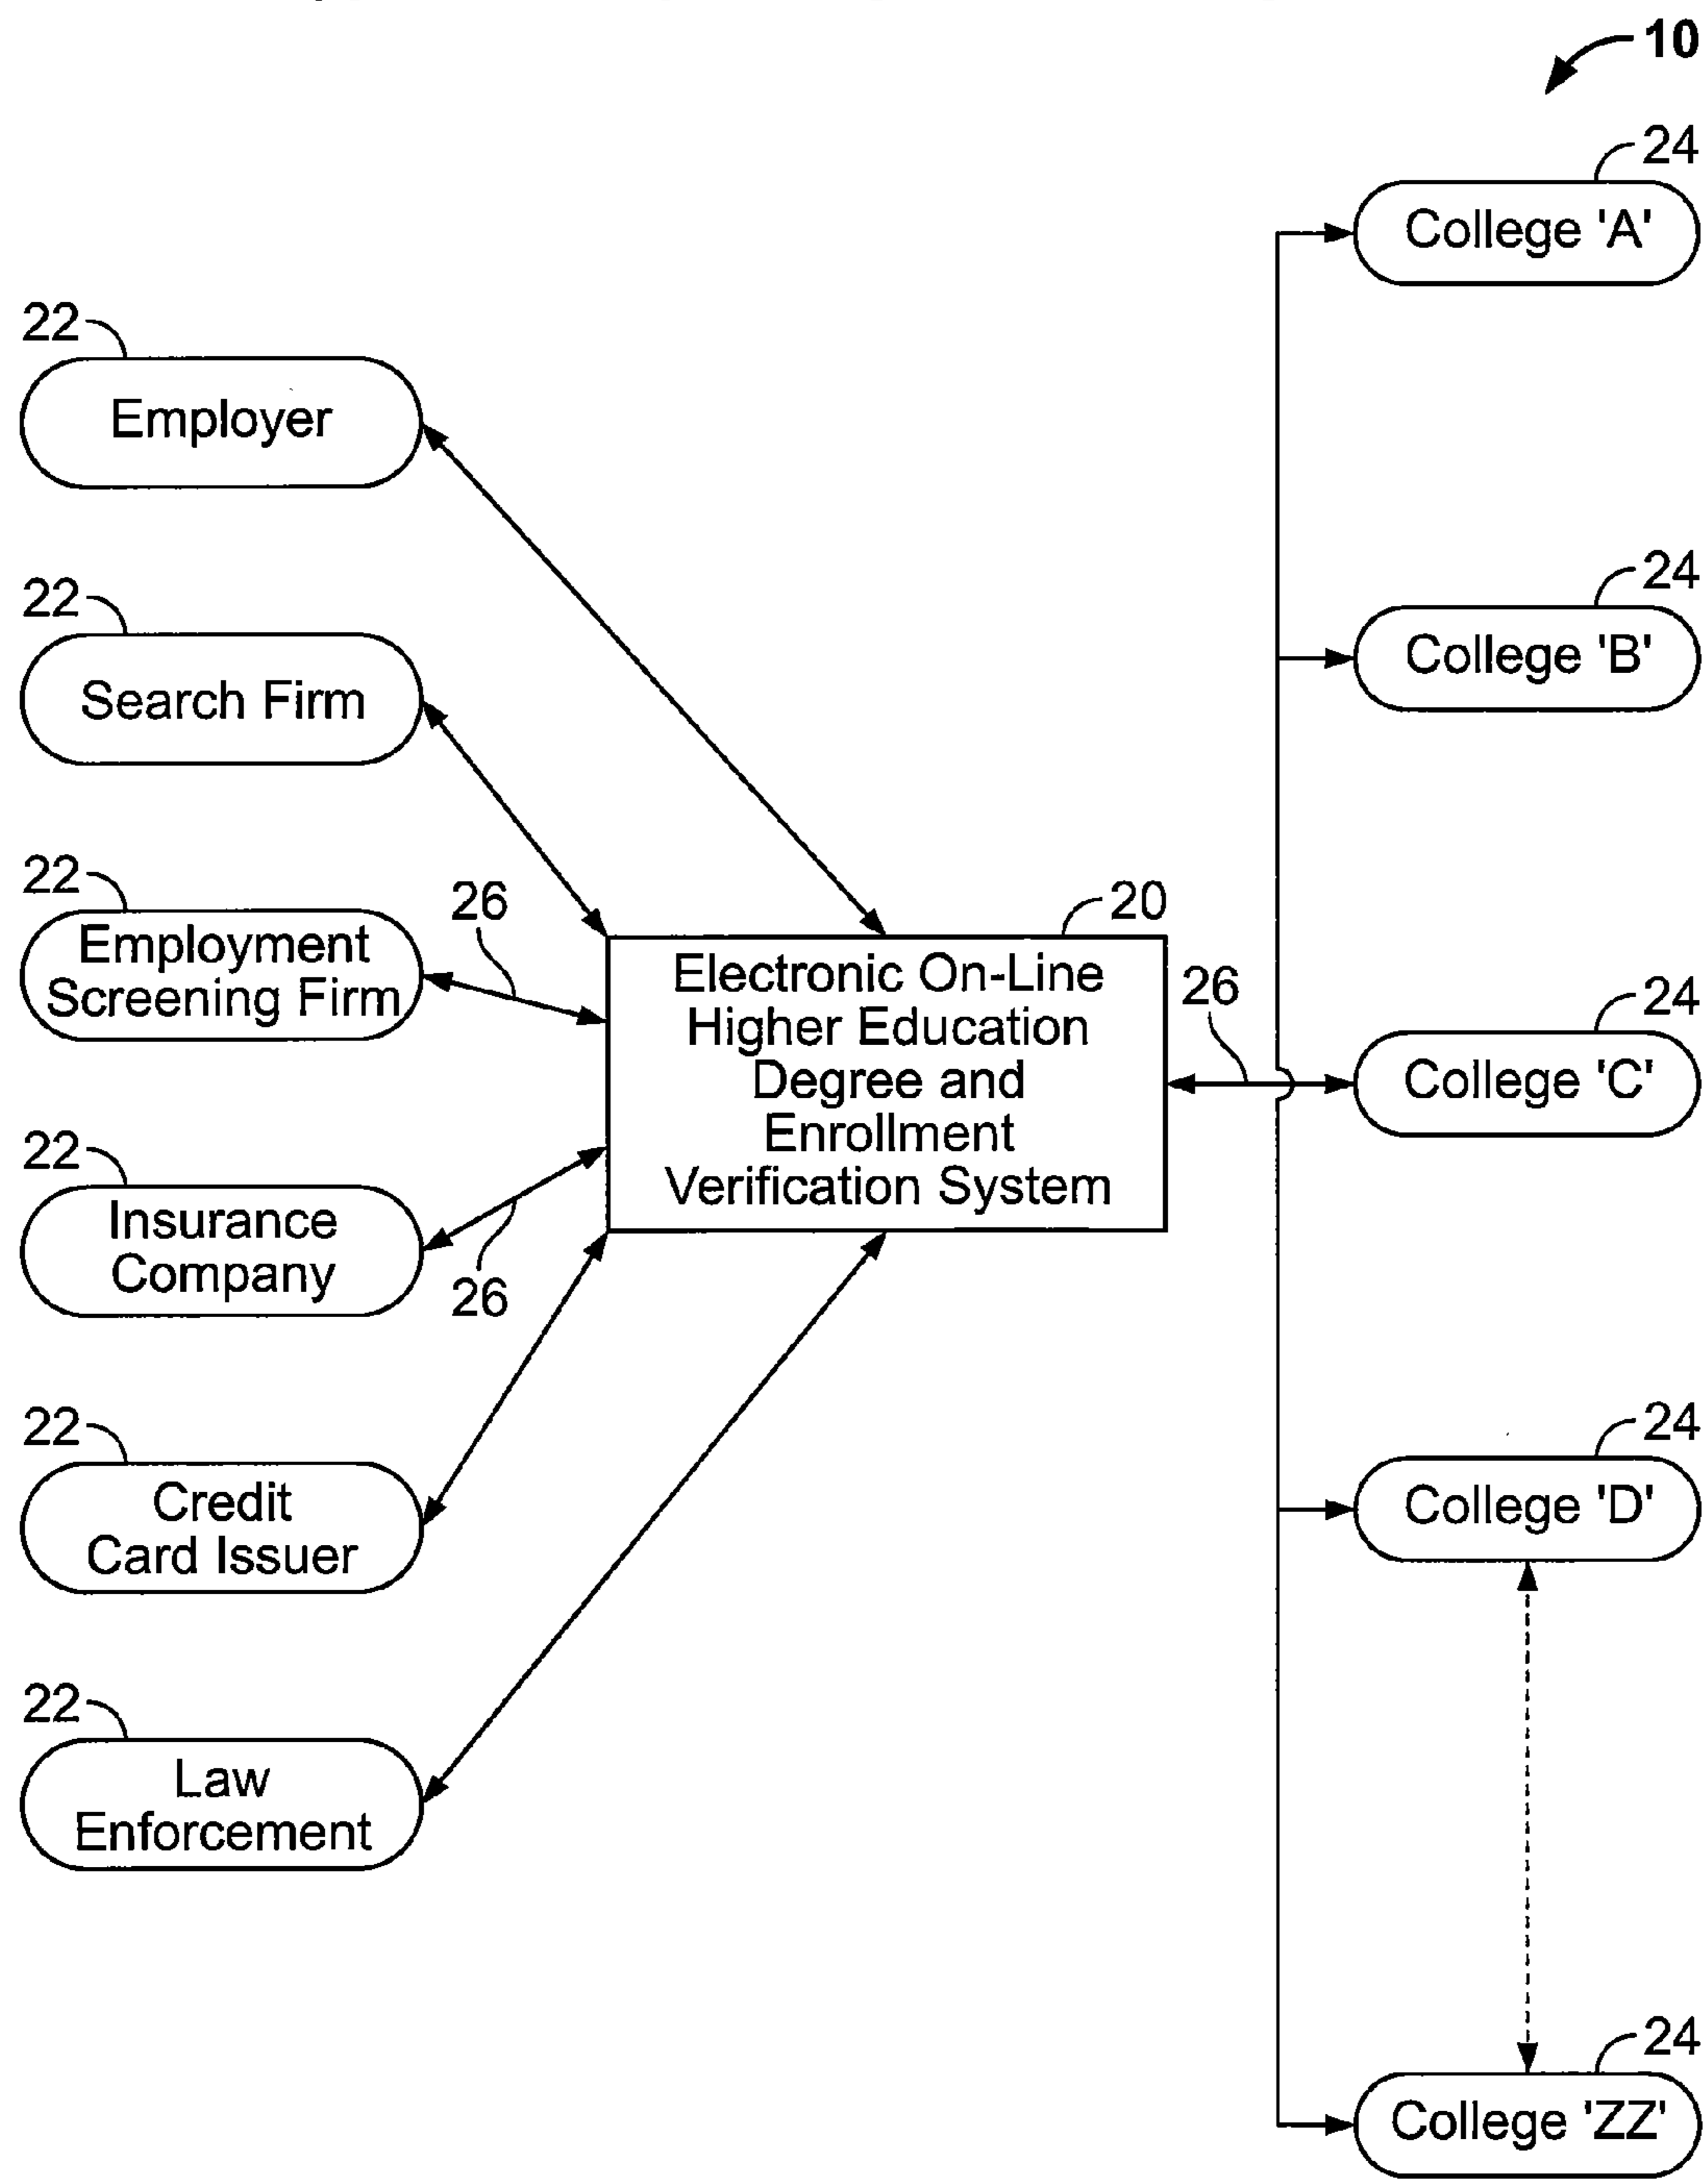 10
24
College 'A'
22
Employer
24
College 'B'
22
Search Firm
22
Employment
Screening Firm
26
20
Electronic On-Line
Higher Education
Degree and
Enrollment
Verification System
26
24
College 'C'
22
Insurance
Company
26
22
Credit
Card Issuer
24
College 'D'
22
Law
Enforcement
24
College 'ZZ'